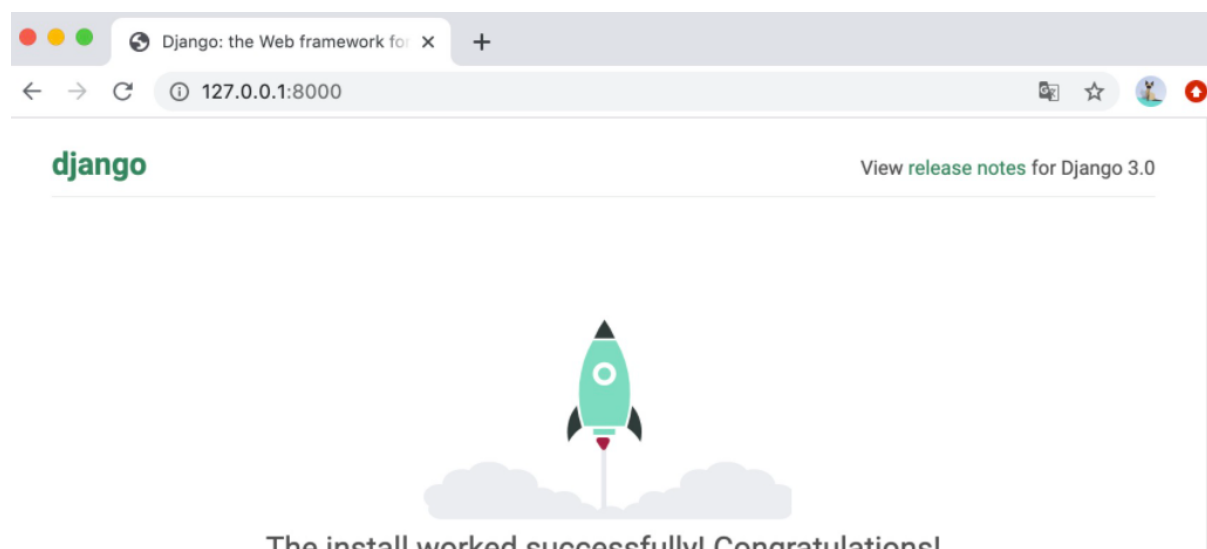 Django: the Web framework for
127.0.0.1:8000
django
View release notes for Django 3.0
The install worked successfully! Congratulations!